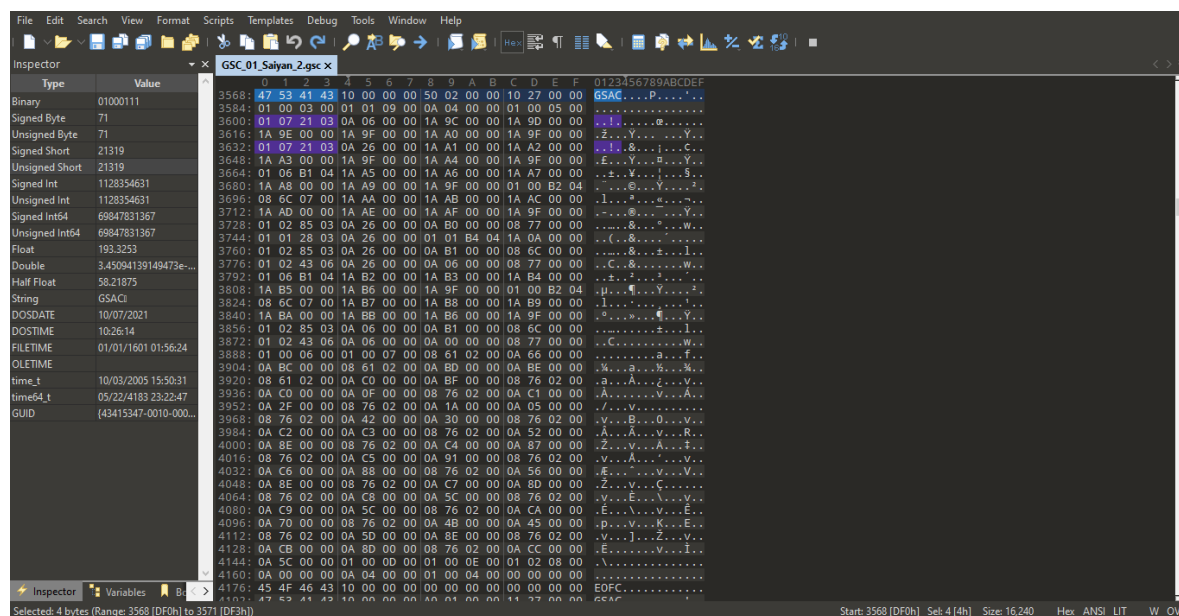 File Edit Search View Format Scripts Templates Debug Tools Window Help
Inspector
Type Value
Binary 01000111
Signed Byte 71
Unsigned Byte 71
Signed Short 21319
Unsigned Short 21319
Signed Int 1128354631
Unsigned Int 1128354631
Signed Int64 69847831367
Unsigned Int64 69847831367
Float 193.3253
Double 3.45094139149473e-...
Half Float 58.21875
String GSAC
DOSDATE 10/07/2021
DOSTIME 10:26:14
FILETIME 01/01/1601 01:56:24
OLETIME
time_t 10/03/2005 15:50:31
time64_t 05/22/4183 23:22:47
GUID {43415347-0010-000...
Inspector Variables
GSC_01_Saiyan_2.gsc
0 1 2 3 4 5 6 7 8 9 A B C D E F 0123456789ABCDEF
3568: 47 53 41 43 10 00 00 00 50 02 00 00 10 27 00 00 GSAC....P....'..
3584: 01 00 03 00 01 01 09 00 0A 04 00 00 01 00 05 00 ................
3600: 01 07 21 03 0A 06 00 00 1A 9C 00 00 1A 9D 00 00 ..!......œ......
3616: 1A 9E 00 00 1A 9F 00 00 1A A0 00 00 1A 9F 00 00 .ž...Ÿ... ...Ÿ..
3632: 01 07 21 03 0A 26 00 00 1A A1 00 00 1A A2 00 00 ..!..&...¡...¢..
3648: 1A A3 00 00 1A 9F 00 00 1A A4 00 00 1A 9F 00 00 .£...Ÿ...¤...Ÿ..
3664: 01 06 B1 04 1A A5 00 00 1A A6 00 00 1A A7 00 00 ..±..¥...¦...§..
3680: 1A A8 00 00 1A A9 00 00 1A 9F 00 00 01 00 B2 04 .¨...©...Ÿ....².
3696: 08 6C 07 00 1A AA 00 00 1A AB 00 00 1A AC 00 00 .l...ª...«...¬..
3712: 1A AD 00 00 1A AE 00 00 1A AF 00 00 1A 9F 00 00 .-...®...¯...Ÿ..
3728: 01 02 85 03 0A 26 00 00 0A B0 00 00 08 77 00 00 ..…..&...°...w..
3744: 01 01 28 03 0A 26 00 00 01 01 B4 04 1A 0A 00 00 ..(..&....´.....
3760: 01 02 85 03 0A 26 00 00 0A B1 00 00 08 6C 00 00 ..…..&...±...l..
3776: 01 02 43 06 0A 26 00 00 0A 06 00 00 08 77 00 00 ..C..&.......w..
3792: 01 06 B1 04 1A B2 00 00 1A B3 00 00 1A B4 00 00 ..±..²...³...´..
3808: 1A B5 00 00 1A B6 00 00 1A 9F 00 00 01 00 B2 04 .µ...¶...Ÿ....².
3824: 08 6C 07 00 1A B7 00 00 1A B8 00 00 1A B9 00 00 .l...·...¸...¹..
3840: 1A BA 00 00 1A BB 00 00 1A B6 00 00 1A 9F 00 00 .º...»...¶...Ÿ..
3856: 01 02 85 03 0A 06 00 00 0A B1 00 00 08 6C 00 00 ..…......±...l..
3872: 01 02 43 06 0A 06 00 00 0A 00 00 00 08 77 00 00 ..C..........w..
3888: 01 00 06 00 01 00 07 00 08 61 02 00 0A 66 00 00 .........a...f..
3904: 0A BC 00 00 08 61 02 00 0A BD 00 00 0A BE 00 00 .¼...a...½...¾..
3920: 08 61 02 00 0A C0 00 00 0A BF 00 00 08 76 02 00 .a...À...¿...v..
3936: 0A C0 00 00 0A 0F 00 00 08 76 02 00 0A C1 00 00 .À.......v...Á..
3952: 0A 2F 00 00 08 76 02 00 0A 1A 00 00 0A 05 00 00 ./...v..........
3968: 08 76 02 00 0A 42 00 00 0A 30 00 00 08 76 02 00 .v...B...0...v..
3984: 0A C2 00 00 0A C3 00 00 08 76 02 00 0A 52 00 00 .Â...Ã...v...R..
4000: 0A 8E 00 00 08 76 02 00 0A C4 00 00 0A 87 00 00 .Ž...v...Ä...‡..
4016: 08 76 02 00 0A C5 00 00 0A 91 00 00 08 76 02 00 .v...Å...‘...v..
4032: 0A C6 00 00 0A 88 00 00 08 76 02 00 0A 56 00 00 .Æ...ˆ...v...V..
4048: 0A 8E 00 00 08 76 02 00 0A C7 00 00 0A 8D 00 00 .Ž...v...Ç......
4064: 08 76 02 00 0A C8 00 00 0A 5C 00 00 08 76 02 00 .v...È...\...v..
4080: 0A C9 00 00 0A 5C 00 00 08 76 02 00 0A CA 00 00 .É...\...v...Ê..
4096: 0A 70 00 00 08 76 02 00 0A 4B 00 00 0A 45 00 00 .p...v...K...E..
4112: 08 76 02 00 0A 5D 00 00 0A 8E 00 00 08 76 02 00 .v...]...Ž...v..
4128: 0A CB 00 00 0A 8D 00 00 08 76 02 00 0A CC 00 00 .Ë.......v...Ì..
4144: 0A 5C 00 00 01 00 0D 00 01 00 0E 00 01 02 08 00 .\..............
4160: 0A 00 00 00 0A 04 00 00 01 00 04 00 00 00 00 00 ................
4176: 45 4F 46 43 10 00 00 00 00 00 00 00 00 00 00 00 EOFC............
Selected: 4 bytes (Range: 3568 [DF0h] to 3571 [DF3h]) Start: 3568 [DF0h] Sel: 4 [4h] Size: 16,240 Hex ANSI LIT W OV